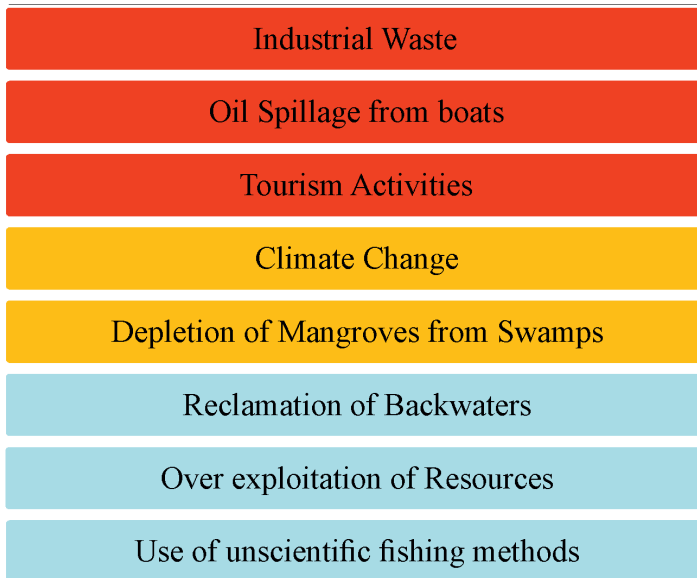 Industrial Waste
Oil Spillage from boats
Tourism Activities
Climate Change
Depletion of Mangroves from Swamps
Reclamation of Backwaters
Over exploitation of Resources
Use of unscientific fishing methods